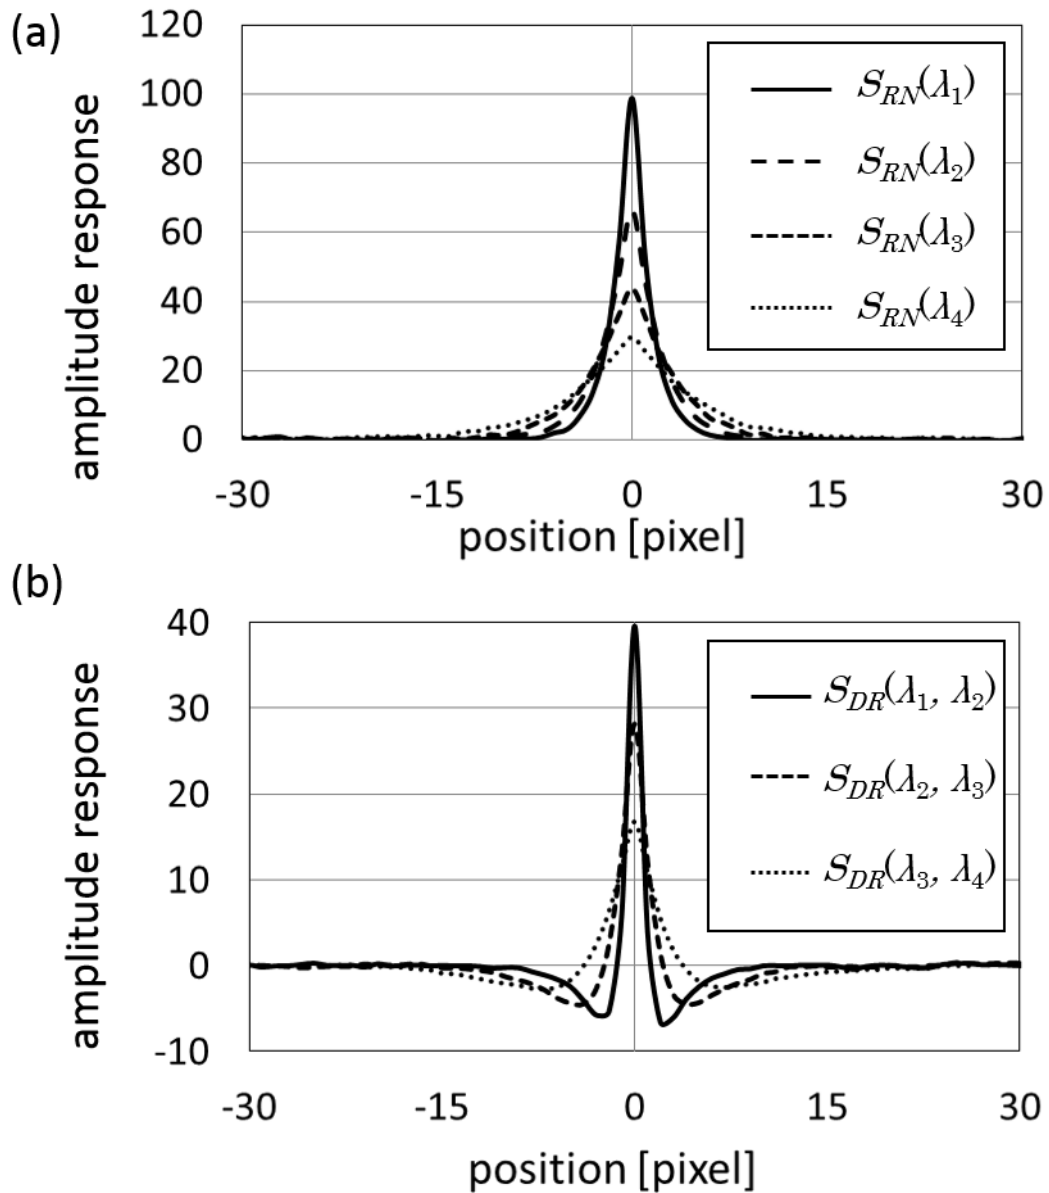 (a)
120
100
80
60
40
20
0
amplitude response
-30 -15 0 15 30
position [pixel]
S_RN(λ1)
S_RN(λ2)
S_RN(λ3)
S_RN(λ4)
(b)
40
30
20
10
0
-10
amplitude response
-30 -15 0 15 30
position [pixel]
S_DR(λ1, λ2)
S_DR(λ2, λ3)
S_DR(λ3, λ4)